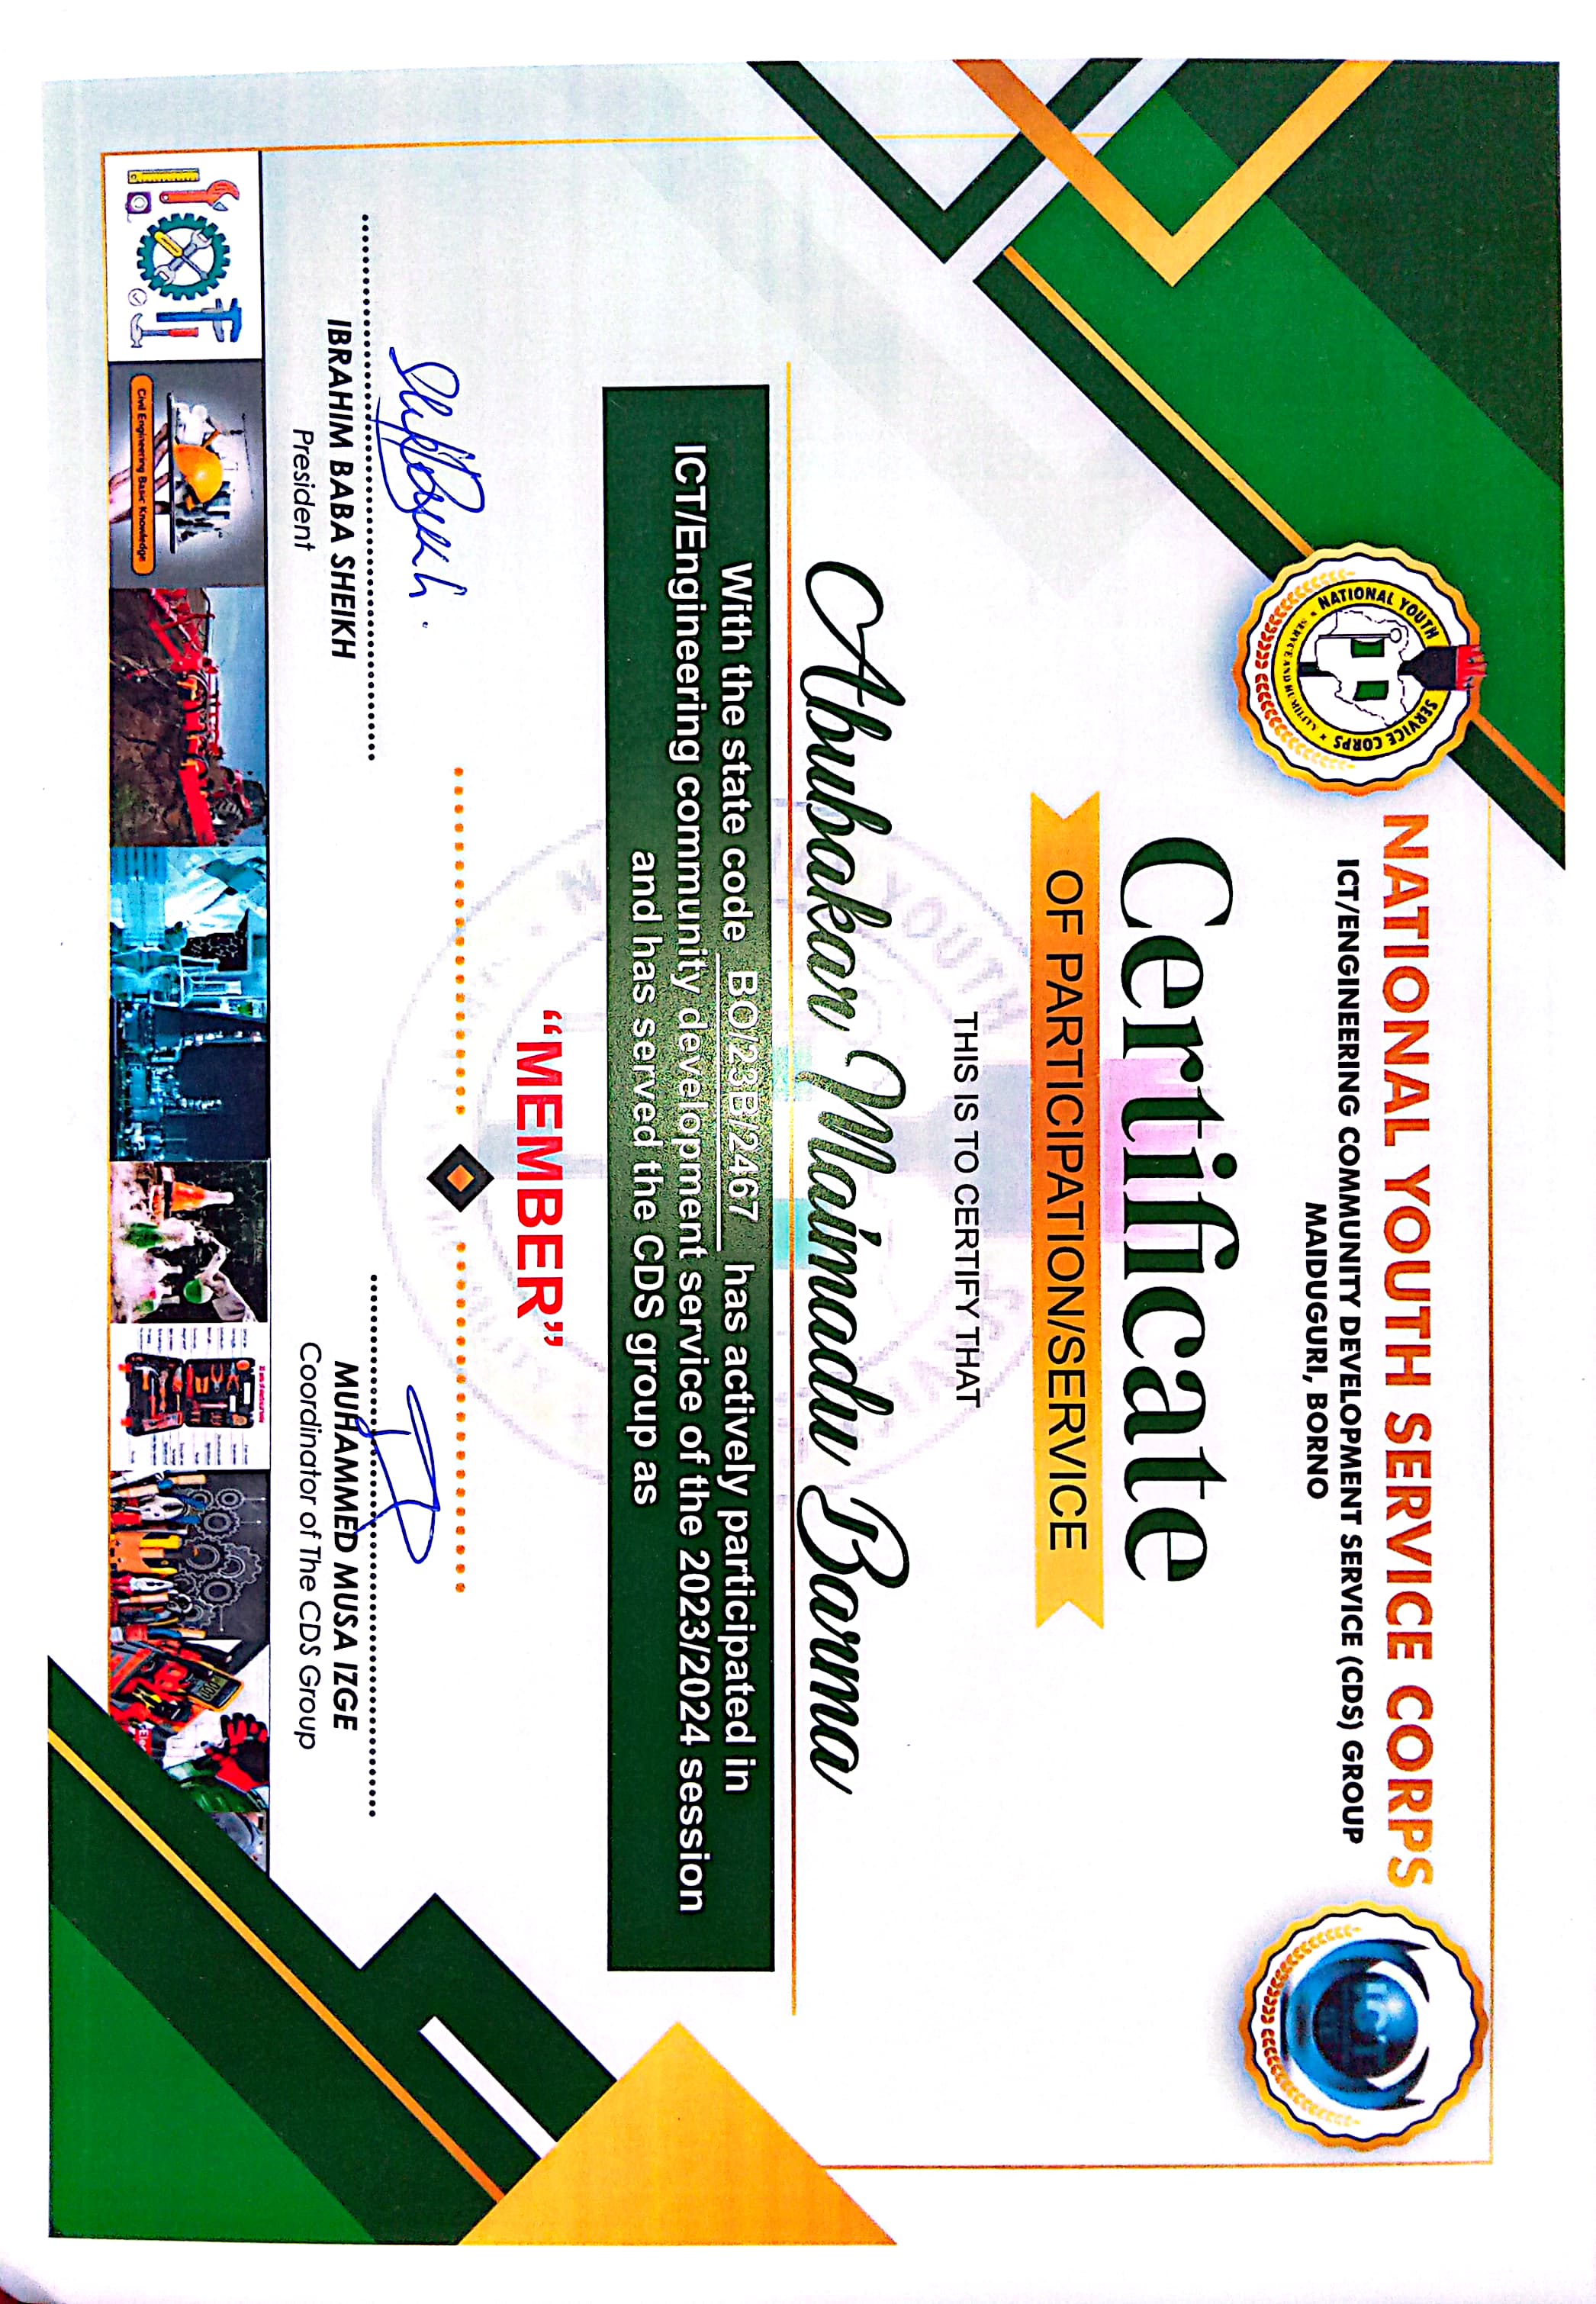 NATIONAL YOUTH SERVICE CORPS
ICT/ENGINEERING COMMUNITY DEVELOPMENT SERVICE (CDS) GROUP
MAIDUGURI, BORNO
NATIONAL YOUTH
SERVICE CORPS
ICT
Certificate
OF PARTICIPATION/SERVICE
THIS IS TO CERTIFY THAT
Abubakar Maimadu Barma
With the state code BO/23B/2467 has actively participated in
ICT/Engineering community development service of the 2023/2024 session
and has served the CDS group as
“MEMBER”
IBRAHIM BABA SHEIKH
President
MUHAMMED MUSA IZGE
Coordinator of The CDS Group
Civil Engineering Basic Knowledge